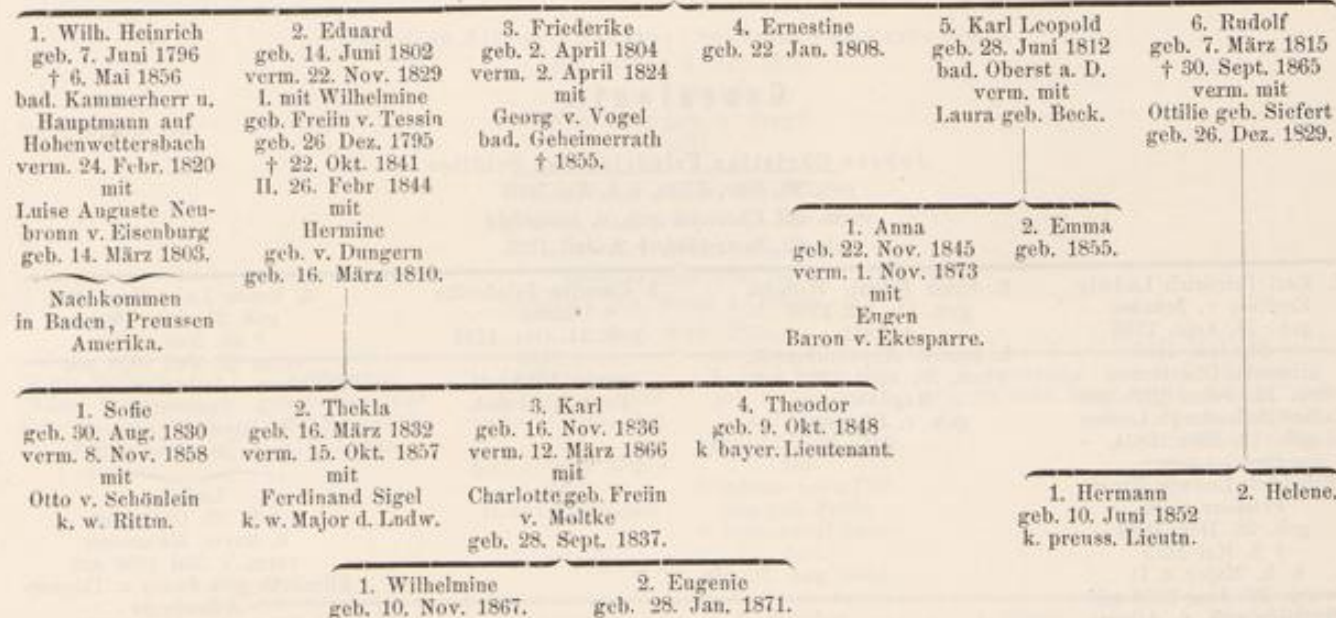 1. Wilh. Heinrich
geb. 7. Juni 1796
† 6. Mai 1856
bad. Kammerherr u.
Hauptmann auf
Hohenwettersbach
verm. 24. Febr. 1820
mit
Luise Auguste Neu-
bronn v. Eisenburg
geb. 14. März 1803.
Nachkommen
in Baden, Preussen
Amerika.
2. Eduard
geb. 14. Juni 1802
verm. 22. Nov. 1829
I. mit Wilhelmine
geb. Freiin v. Tessin
geb. 26 Dez. 1795
† 22. Okt. 1841
II. 26. Febr 1844
mit
Hermine
geb. v. Dungern
geb. 16. März 1810.
3. Friederike
geb. 2. April 1804
verm. 2. April 1824
mit
Georg v. Vogel
bad. Geheimerrath
† 1855.
4. Ernestine
geb. 22 Jan. 1808.
5. Karl Leopold
geb. 28. Juni 1812
bad. Oberst a. D.
verm. mit
Laura geb. Beck.
6. Rudolf
geb. 7. März 1815
† 30. Sept. 1865
verm. mit
Ottilie geb. Siefert
geb. 26. Dez. 1829.
1. Anna
geb. 22. Nov. 1845
verm. 1. Nov. 1873
mit
Eugen
Baron v. Ekesparre.
2. Emma
geb. 1855.
1. Sofie
geb. 30. Aug. 1830
verm. 8. Nov. 1858
mit
Otto v. Schönlein
k. w. Rittm.
2. Thekla
geb. 16. März 1832
verm. 15. Okt. 1857
mit
Ferdinand Sigel
k. w. Major d. Lndw.
3. Karl
geb. 16. Nov. 1836
verm. 12. März 1866
mit
Charlotte geb. Freiin
v. Moltke
geb. 28. Sept. 1837.
4. Theodor
geb. 9. Okt. 1848
k bayer. Lieutenant.
1. Hermann
geb. 10. Juni 1852
k. preuss. Lieutn.
2. Helene.
1. Wilhelmine
geb. 10. Nov. 1867.
2. Eugenie
geb. 28. Jan. 1871.